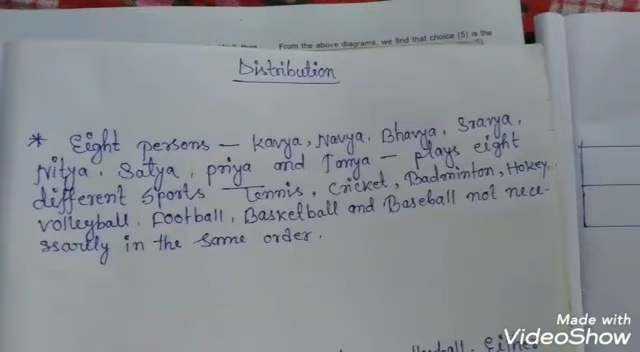 From the above diagrams, we find that choice (5) is the
Distribution
* Eight persons - Kavya, Navya, Bhavya, Sravya,
Nitya, Satya, priya and Tanya - plays eight
different sports Tennis, Cricket, Badminton, Hokey,
volleyball, Football, Basketball and Baseball not nece-
ssarily in the same order.
Made with
VideoShow